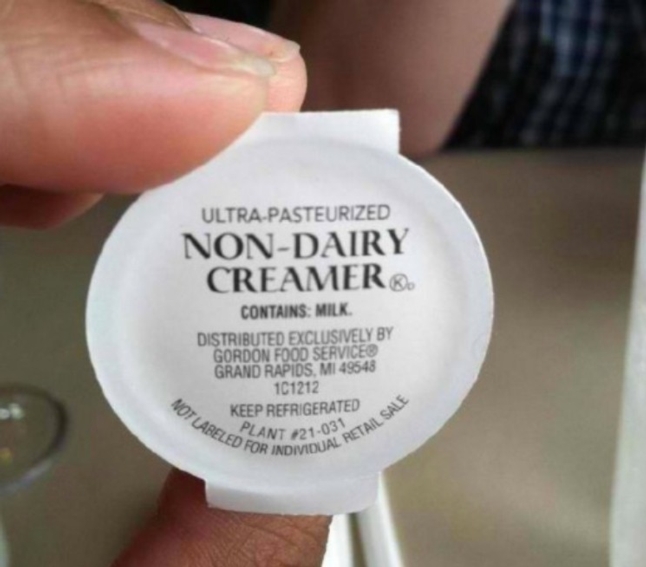 ULTRA-PASTEURIZED
NON-DAIRY
CREAMER Ⓚ D
CONTAINS: MILK.
DISTRIBUTED EXCLUSIVELY BY
GORDON FOOD SERVICE®
GRAND RAPIDS, MI 49548
1C1212
KEEP REFRIGERATED
PLANT #21-031
NOT LABELED FOR INDIVIDUAL RETAIL SALE